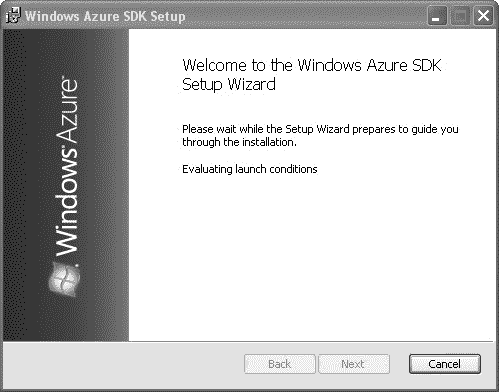 Windows Azure SDK Setup
Welcome to the Windows Azure SDK
Setup Wizard
Please wait while the Setup Wizard prepares to guide you
through the installation.
Evaluating launch conditions
Windows Azure™
Back
Next
Cancel